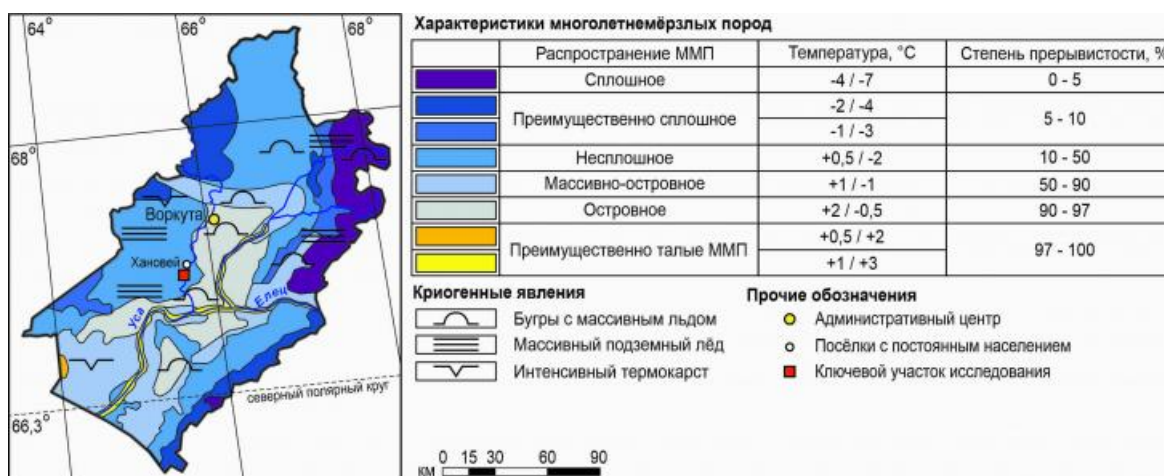 64°
66°
68°
68°
Воркута
Хановей
Уса
Елец
северный полярный круг
66,3°
Характеристики многолетнемёрзлых пород
Распространение ММП
Температура, °С
Степень прерывистости, %
Сплошное
-4 / -7
0 - 5
Преимущественно сплошное
-2 / -4
-1 / -3
5 - 10
Несплошное
+0,5 / -2
10 - 50
Массивно-островное
+1 / -1
50 - 90
Островное
+2 / -0,5
90 - 97
Преимущественно талые ММП
+0,5 / +2
+1 / +3
97 - 100
Криогенные явления
Бугры с массивным льдом
Массивный подземный лёд
Интенсивный термокарст
Прочие обозначения
Административный центр
Посёлки с постоянным населением
Ключевой участок исследования
км 0 15 30 60 90